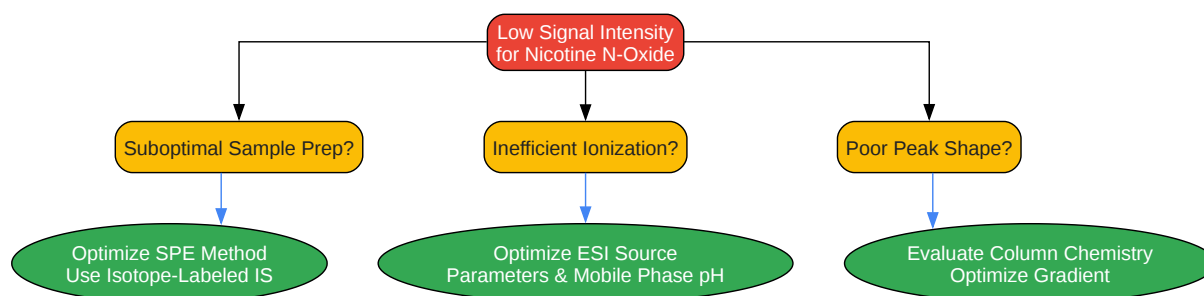 Low Signal Intensity
for Nicotine N-Oxide
Suboptimal Sample Prep?
Inefficient Ionization?
Poor Peak Shape?
Optimize SPE Method
Use Isotope-Labeled IS
Optimize ESI Source
Parameters & Mobile Phase pH
Evaluate Column Chemistry
Optimize Gradient